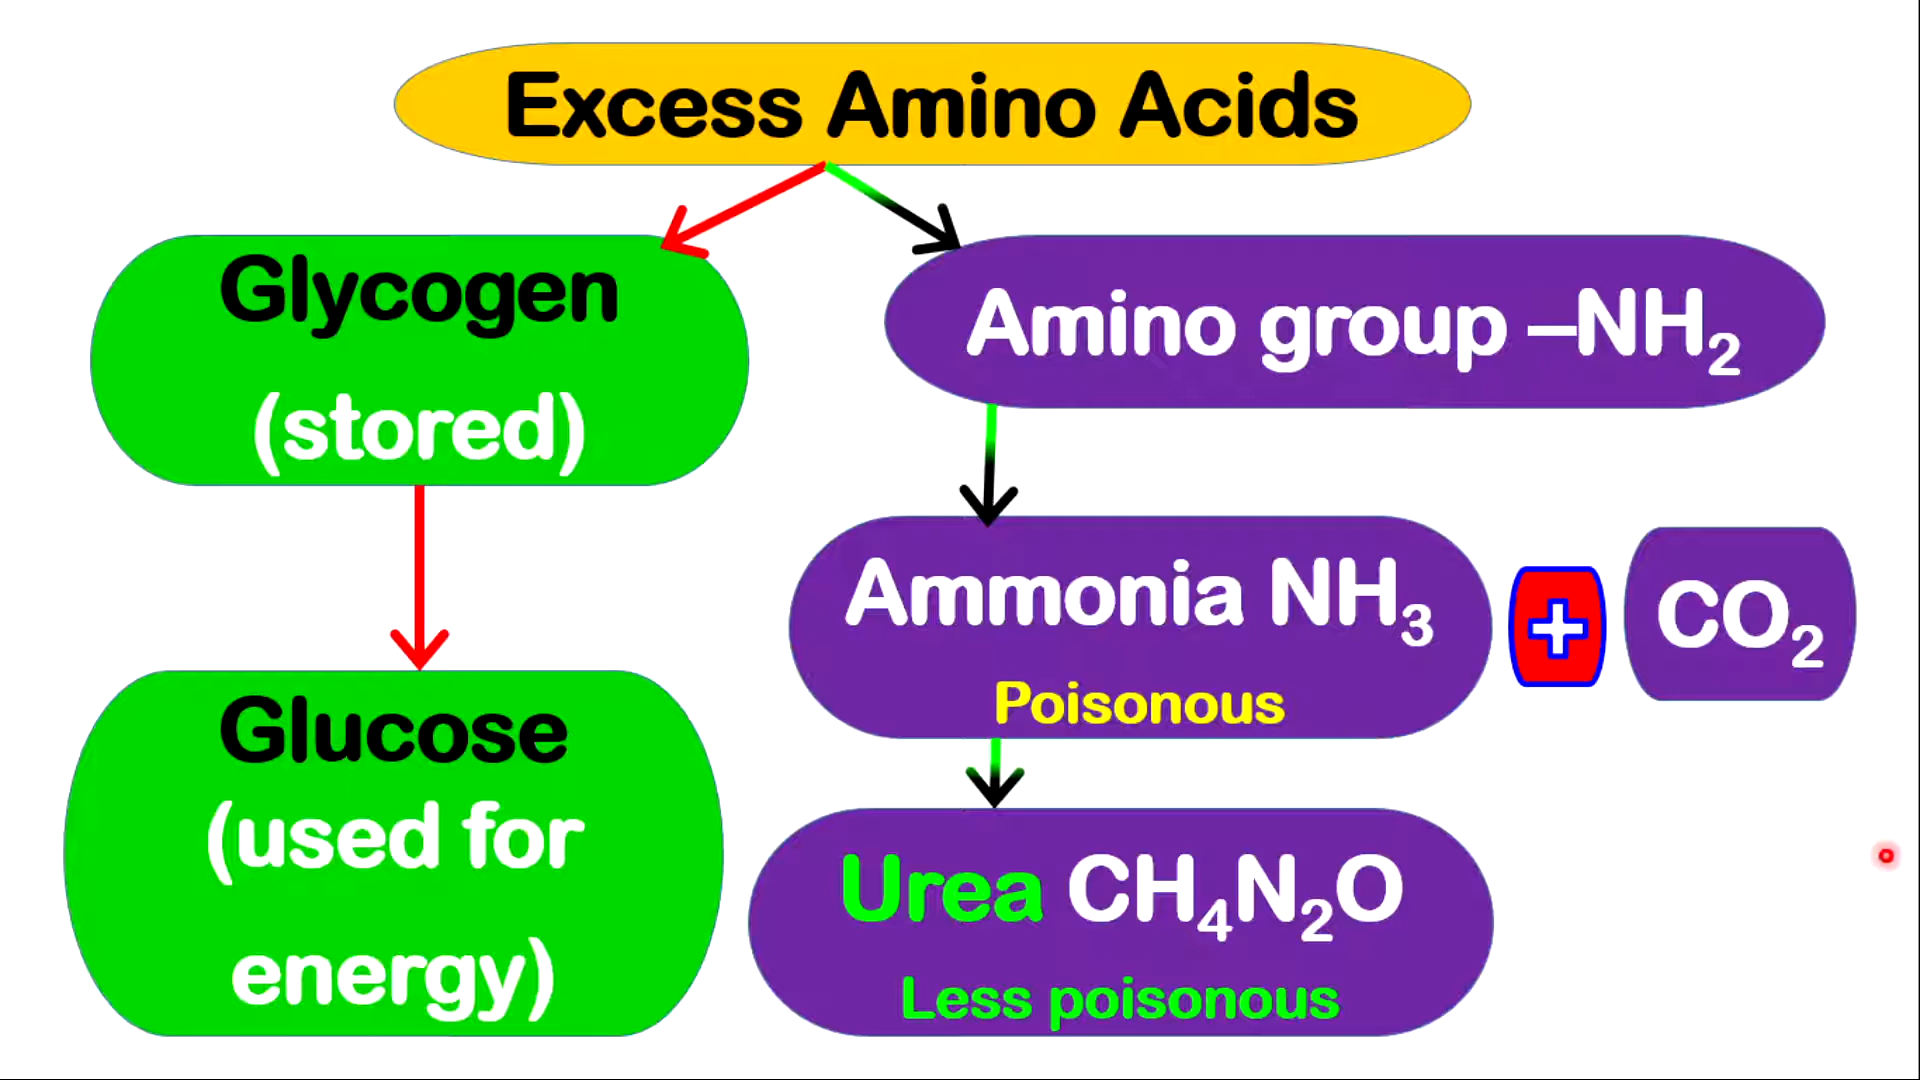 Excess Amino Acids
Glycogen
(stored)
Amino group –NH₂
Ammonia NH₃
Poisonous
+
CO₂
Glucose
(used for
energy)
Urea CH₄N₂O
Less poisonous